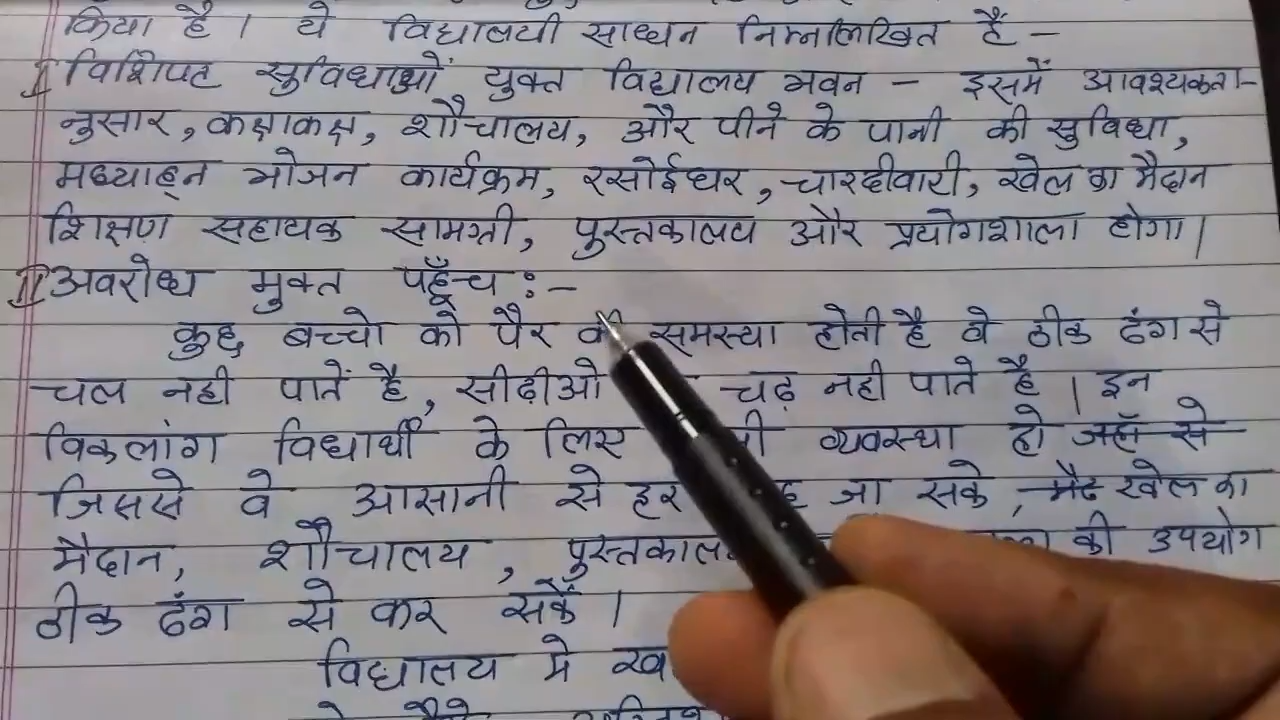 किया है। ये विद्यालयी साधन निम्नलिखित हैं –
I विशिष्ट सुविधाओं युक्त विद्यालय भवन – इसमें आवश्यकता-
नुसार, कक्षाकक्ष, शौचालय, और पीने के पानी की सुविधा,
मध्याह्न भोजन कार्यक्रम, रसोईघर, चारदीवारी, खेल का मैदान
शिक्षण सहायक सामग्री, पुस्तकालय और प्रयोगशाला होगा।
II अवरोध मुक्त पहूँच :-
कुछ बच्चो को पैर की समस्या होती है वे ठीक ढंग से
चल नही पातें है, सीढ़ीओ चढ़ नही पाते है। इन
विकलांग विद्यार्थी के लिए व्यवस्था हो जहाँ से
जिससे वे आसानी से हर जा सके, मैद खेल का
मैदान, शौचालय, की उपयोग
ठीक ढंग से कर सकें।
विद्यालय मे